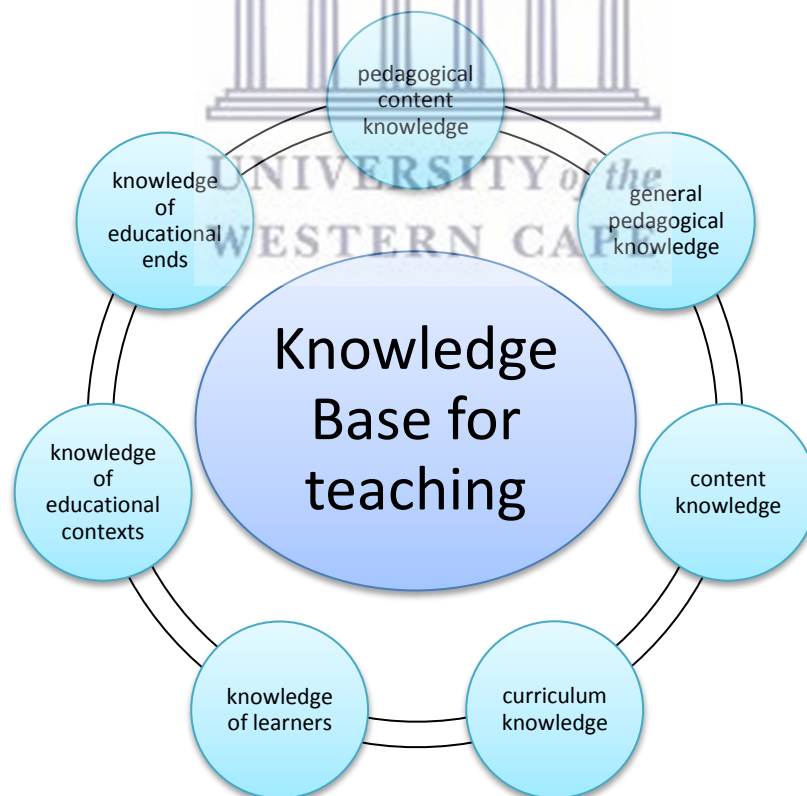 pedagogical
content
knowledge
UNIVERSITY of the
WESTERN CAPE
general
pedagogical
knowledge
content
knowledge
curriculum
knowledge
knowledge
of learners
knowledge
of
educational
contexts
knowledge
of
educational
ends
Knowledge
Base for
teaching